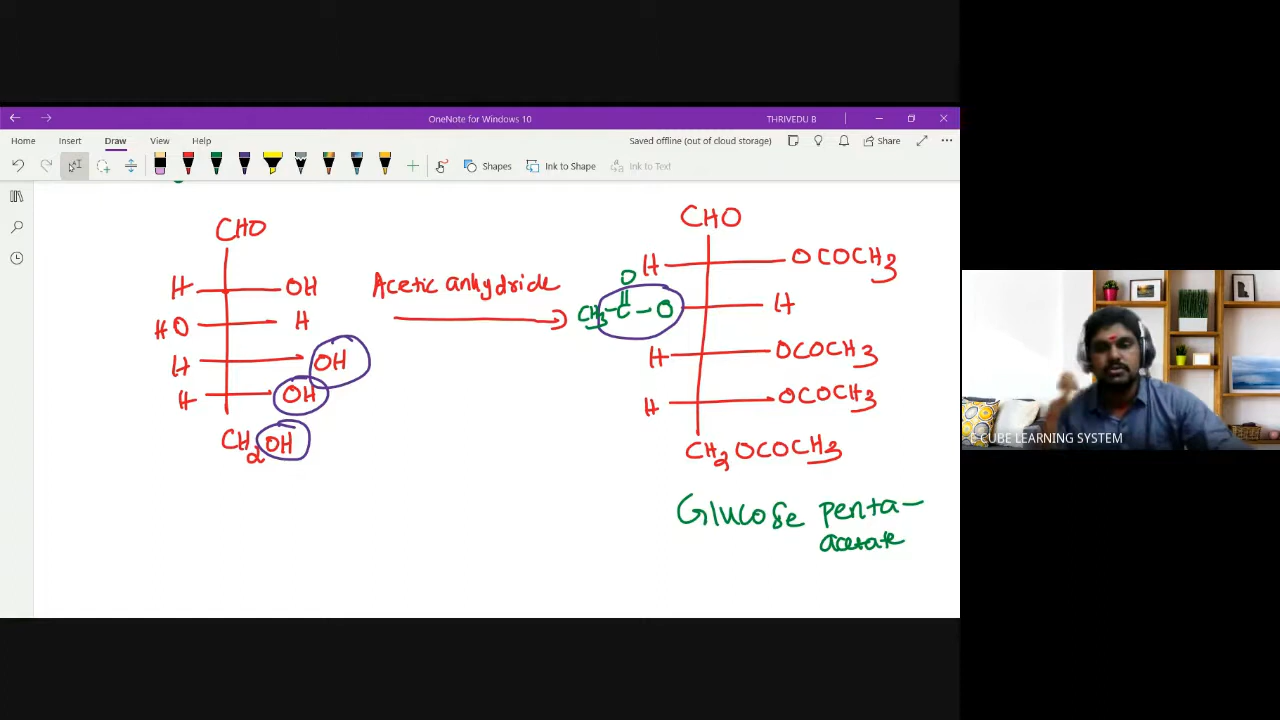 OneNote for Windows 10
THRIVEDU B
Home Insert Draw View Help
Saved offline (out of cloud storage)
Share
Shapes
Ink to Shape
Ink to Text
CHO
H OH
HO H
H OH
H OH
CH2OH
Acetic anhydride
CHO
H OCOCH3
O
CH3-C-O H
H OCOCH3
H OCOCH3
CH2OCOCH3
Glucose penta-
acetate
CUBE LEARNING SYSTEM